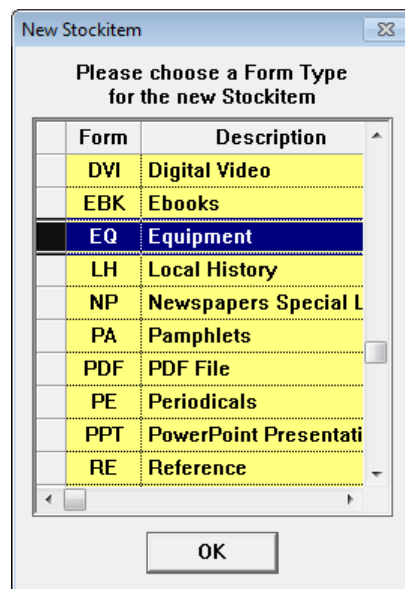 New Stockitem
Please choose a Form Type
for the new Stockitem
Form Description
DVI Digital Video
EBK Ebooks
EQ Equipment
LH Local History
NP Newspapers Special L
PA Pamphlets
PDF PDF File
PE Periodicals
PPT PowerPoint Presentati
RE Reference
OK